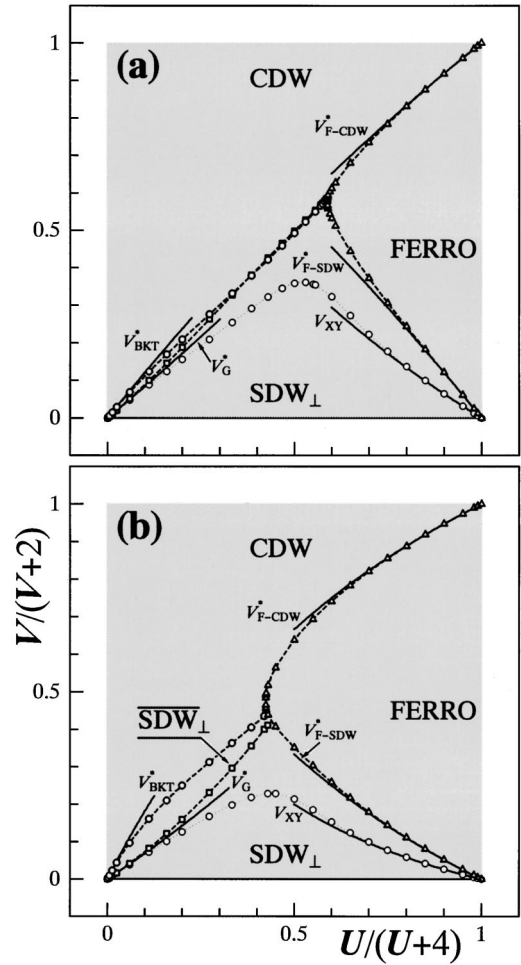 1
(a)
CDW
V*F-CDW
0.5
V*F-SDW
FERRO
V*BKT
V*G
VXY
SDW⊥
0
1
(b)
CDW
V*F-CDW
0.5
SDW⊥
FERRO
V*F-SDW
V*BKT
V*G
VXY
SDW⊥
0
V/(V+2)
0
0.5
1
U/(U+4)